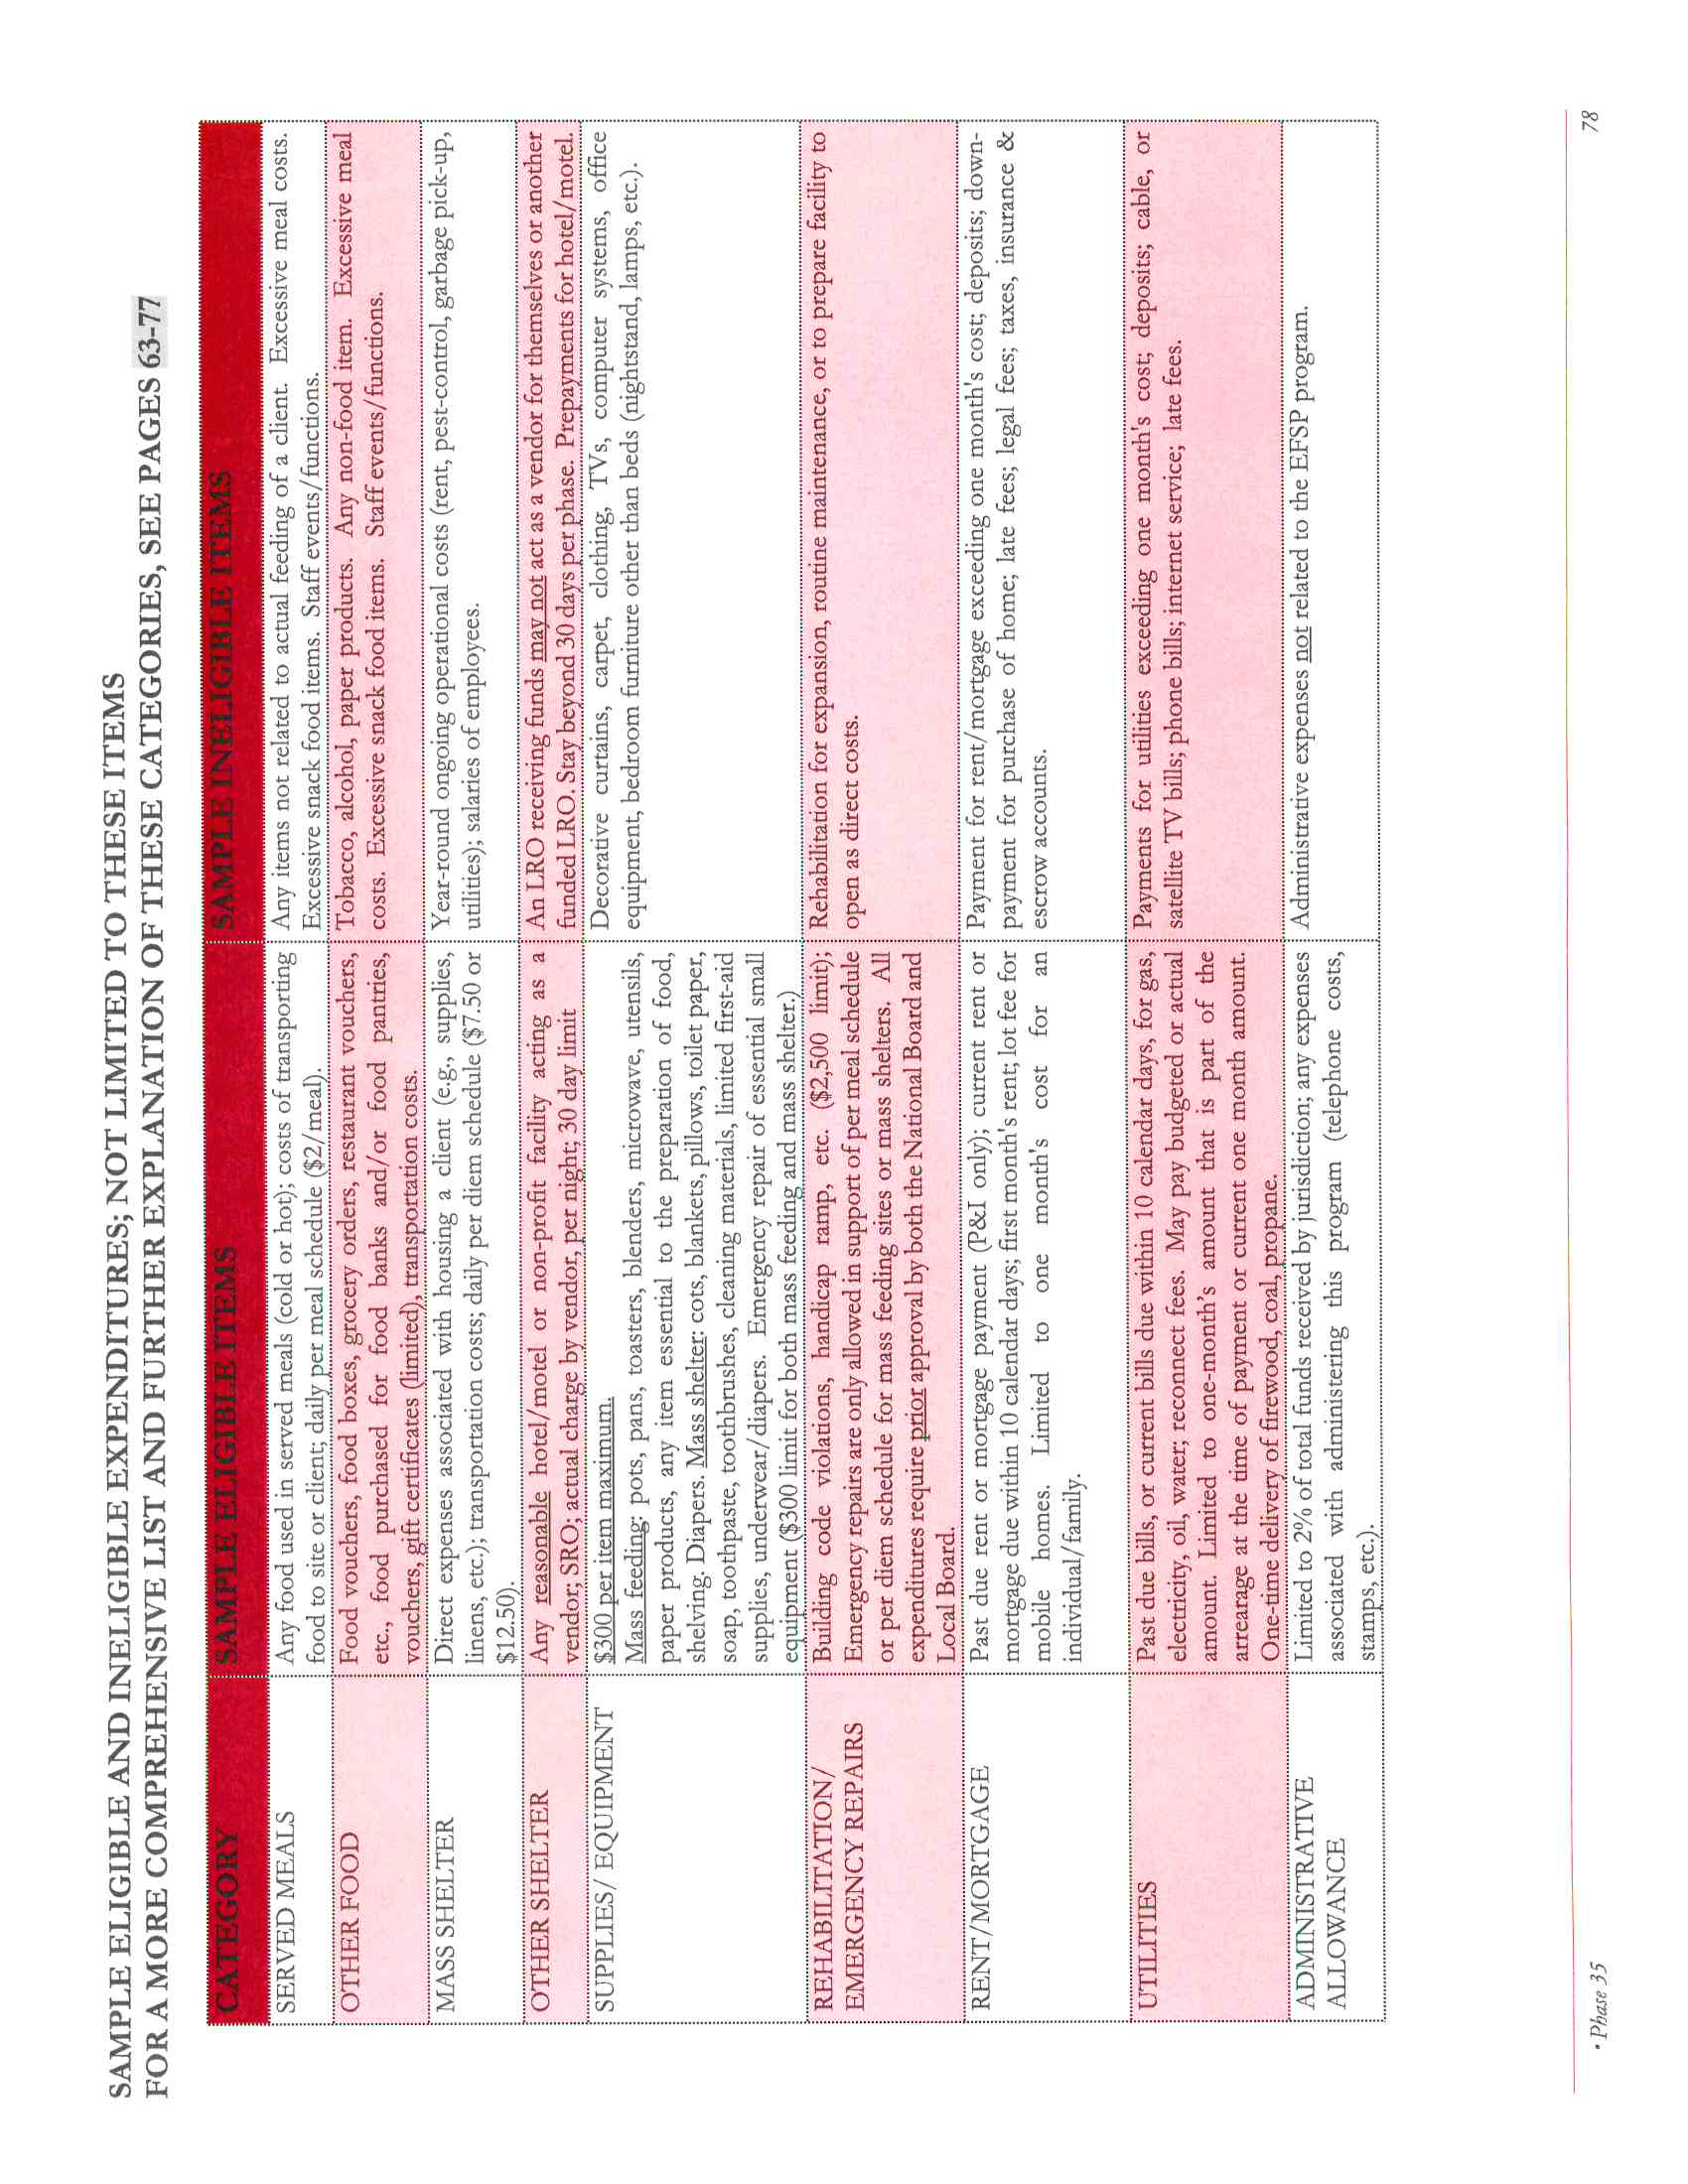 SAMPLE ELIGIBLE AND INELIGIBLE EXPENDITURES; NOT LIMITED TO THESE ITEMS
FOR A MORE COMPREHENSIVE LIST AND FURTHER EXPLANATION OF THESE CATEGORIES, SEE PAGES 63-77
CATEGORY
SAMPLE ELIGIBLE ITEMS
SAMPLE INELIGIBLE ITEMS
SERVED MEALS
Any food used in served meals (cold or hot); costs of transporting
food to site or client; daily per meal schedule ($2/meal).
Any items not related to actual feeding of a client. Excessive meal costs.
Excessive snack food items. Staff events/functions.
OTHER FOOD
Food vouchers, food boxes, grocery orders, restaurant vouchers,
etc., food purchased for food banks and/or food pantries,
vouchers, gift certificates (limited), transportation costs.
Tobacco, alcohol, paper products. Any non-food item. Excessive meal
costs. Excessive snack food items. Staff events/functions.
MASS SHELTER
Direct expenses associated with housing a client (e.g., supplies,
linens, etc.); transportation costs; daily per diem schedule ($7.50 or
$12.50).
Year-round ongoing operational costs (rent, pest-control, garbage pick-up,
utilities); salaries of employees.
OTHER SHELTER
Any reasonable hotel/motel or non-profit facility acting as a
vendor; SRO; actual charge by vendor, per night; 30 day limit
An LRO receiving funds may not act as a vendor for themselves or another
funded LRO. Stay beyond 30 days per phase. Prepayments for hotel/motel.
SUPPLIES/ EQUIPMENT
$300 per item maximum.
Mass feeding: pots, pans, toasters, blenders, microwave, utensils,
paper products, any item essential to the preparation of food,
shelving. Diapers. Mass shelter: cots, blankets, pillows, toilet paper,
soap, toothpaste, toothbrushes, cleaning materials, limited first-aid
supplies, underwear/diapers. Emergency repair of essential small
equipment ($300 limit for both mass feeding and mass shelter.)
Decorative curtains, carpet, clothing, TVs, computer systems, office
equipment, bedroom furniture other than beds (nightstand, lamps, etc.).
REHABILITATION/
EMERGENCY REPAIRS
Building code violations, handicap ramp, etc. ($2,500 limit);
Emergency repairs are only allowed in support of per meal schedule
or per diem schedule for mass feeding sites or mass shelters. All
expenditures require prior approval by both the National Board and
Local Board.
Rehabilitation for expansion, routine maintenance, or to prepare facility to
open as direct costs.
RENT/MORTGAGE
Past due rent or mortgage payment (P&I only); current rent or
mortgage due within 10 calendar days; first month's rent; lot fee for
mobile homes. Limited to one month's cost for an
individual/family.
Payment for rent/mortgage exceeding one month's cost; deposits; down-
payment for purchase of home; late fees; legal fees; taxes, insurance &
escrow accounts.
UTILITIES
Past due bills, or current bills due within 10 calendar days, for gas,
electricity, oil, water; reconnect fees. May pay budgeted or actual
amount. Limited to one-month's amount that is part of the
arrearage at the time of payment or current one month amount.
One-time delivery of firewood, coal, propane.
Payments for utilities exceeding one month's cost; deposits; cable, or
satellite TV bills; phone bills; internet service; late fees.
ADMINISTRATIVE
ALLOWANCE
Limited to 2% of total funds received by jurisdiction; any expenses
associated with administering this program (telephone costs,
stamps, etc.).
Administrative expenses not related to the EFSP program.
• Phase 35
78